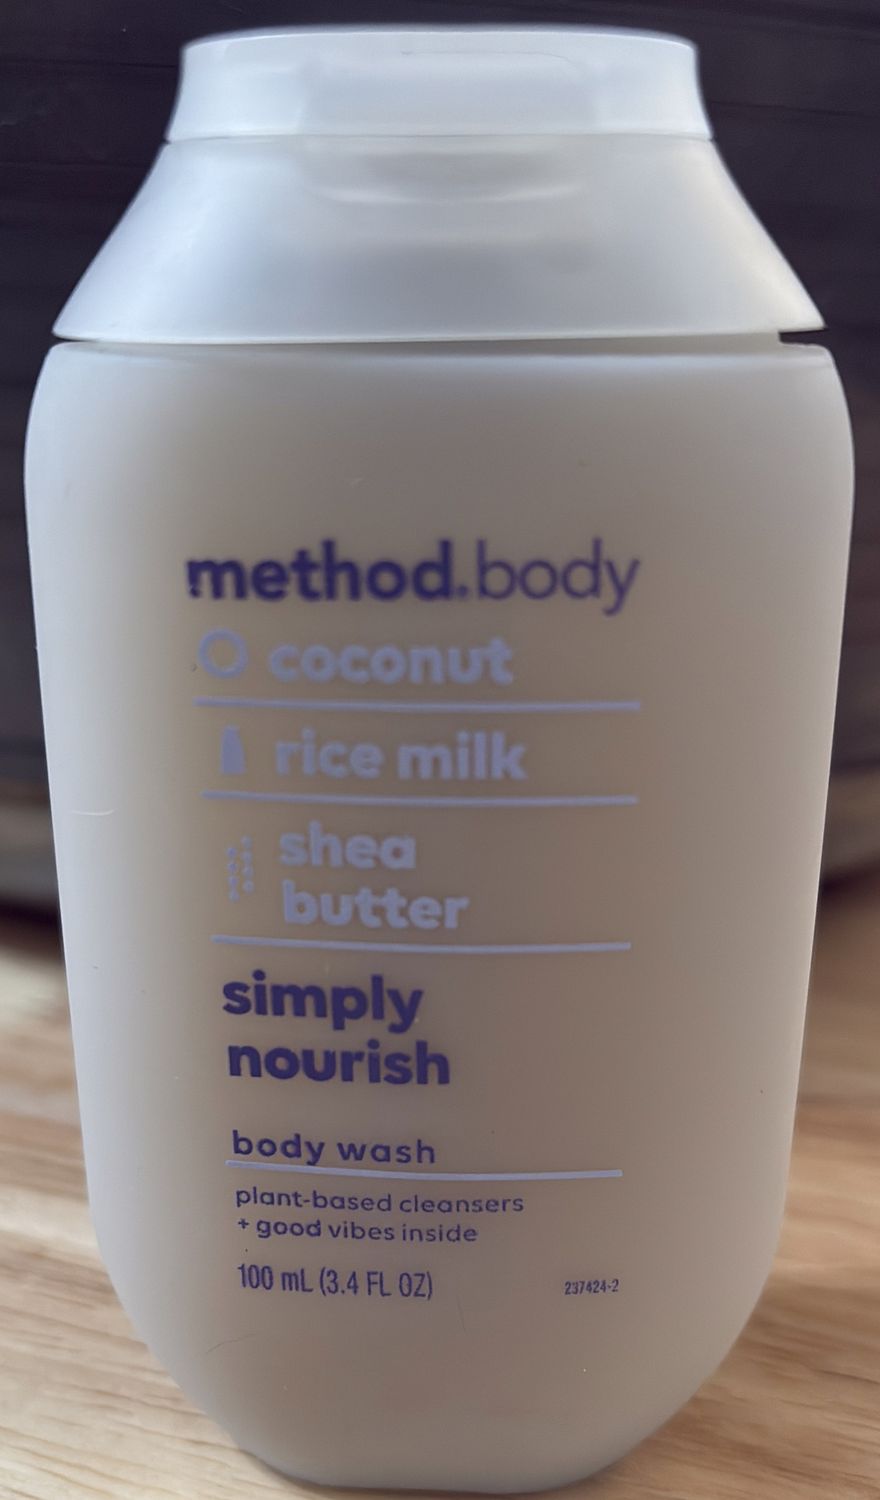 method.body
coconut
rice milk
shea
butter
simply
nourish
body wash
plant-based cleansers
+ good vibes inside
100 mL (3.4 FL OZ) 237424-2